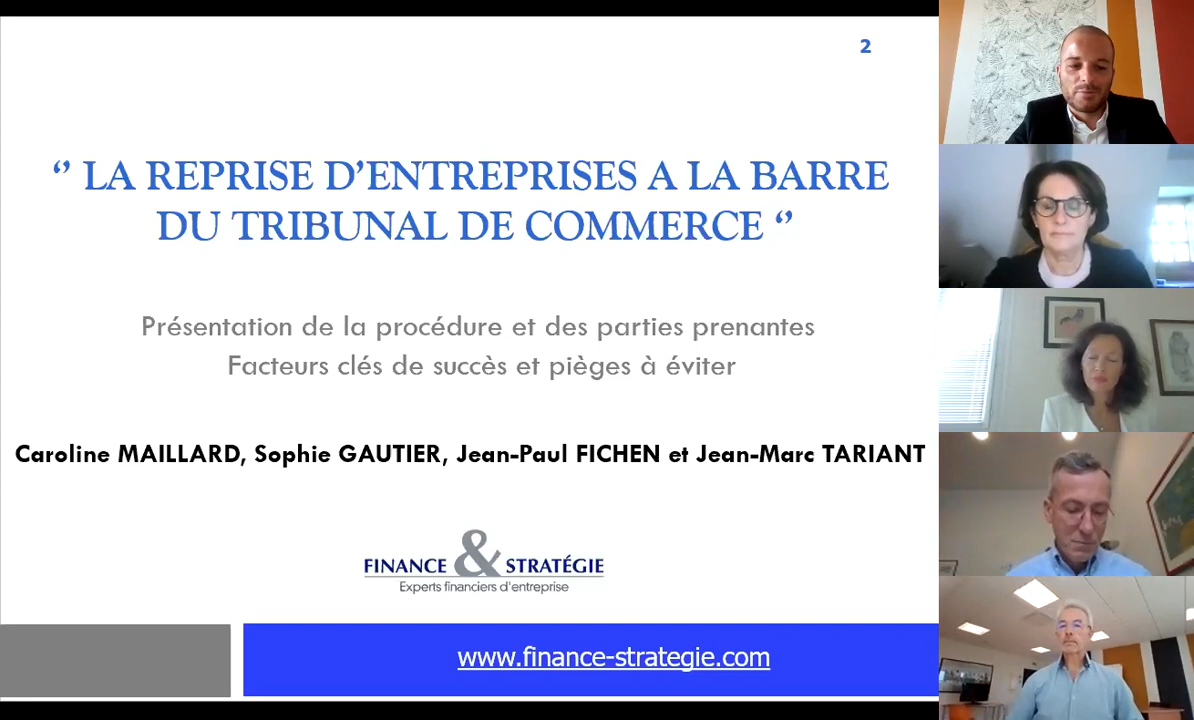 2
‘’ LA REPRISE D’ENTREPRISES A LA BARRE
DU TRIBUNAL DE COMMERCE ‘’
Présentation de la procédure et des parties prenantes
Facteurs clés de succès et pièges à éviter
Caroline MAILLARD, Sophie GAUTIER, Jean-Paul FICHEN et Jean-Marc TARIANT
FINANCE & STRATÉGIE
Experts financiers d'entreprise
www.finance-strategie.com